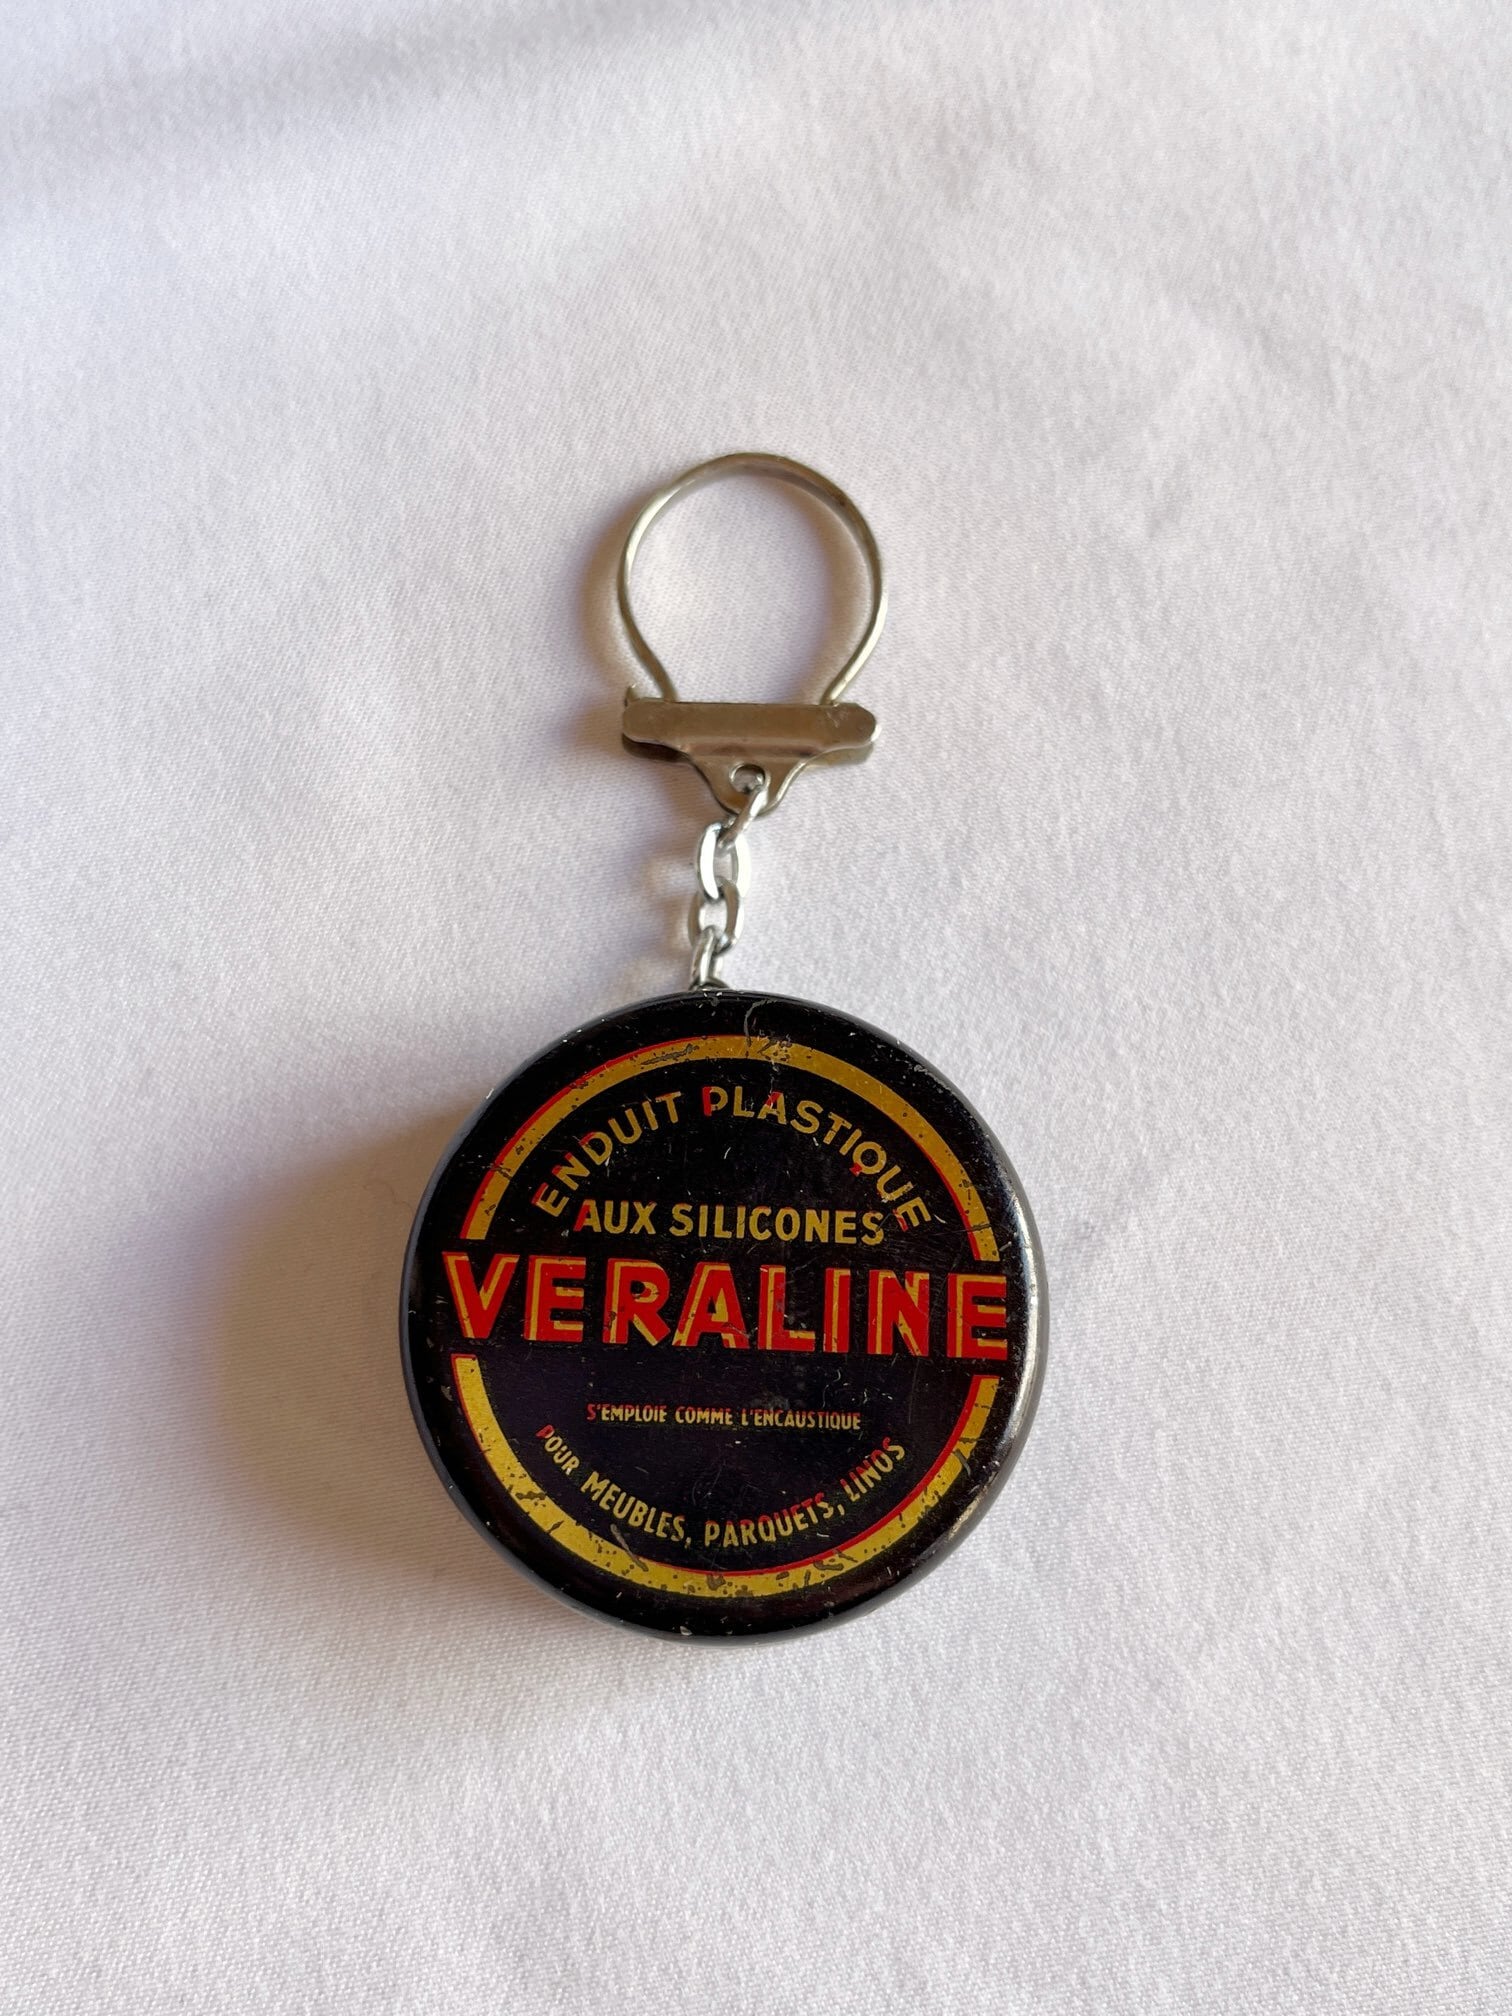 ENDUIT PLASTIQUE
AUX SILICONES
VERALINE
S'EMPLOIE COMME L'ENCAUSTIQUE
POUR MEUBLES, PARQUETS, LINOS